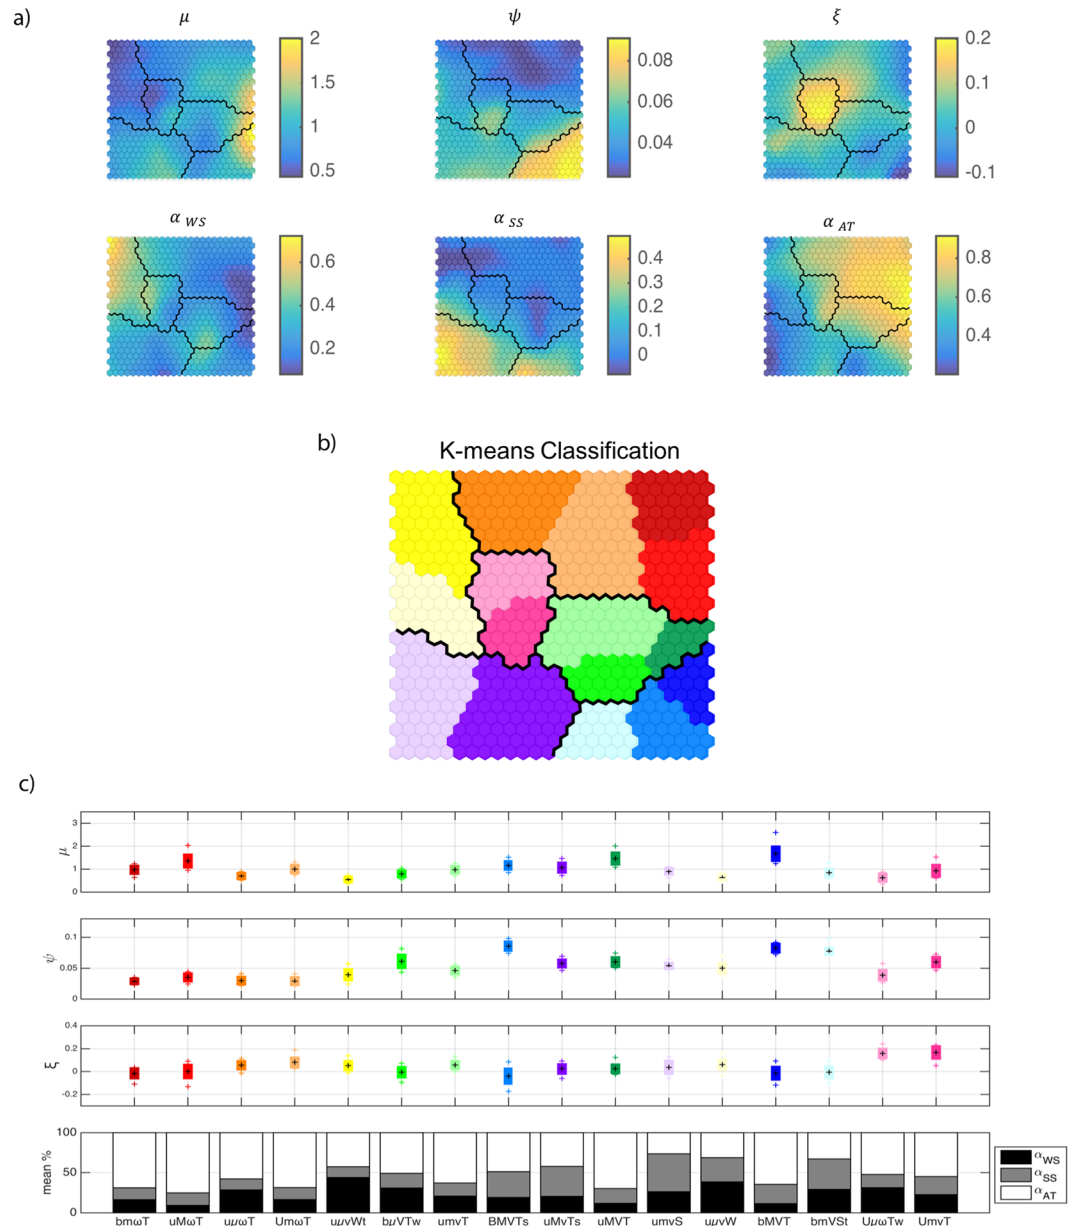 a)
μ ψ ξ
2
1.5
1
0.5
0.08
0.06
0.04
0.2
0.1
0
-0.1
α WS α SS α AT
0.6
0.4
0.2
0.4
0.3
0.2
0.1
0
0.8
0.6
0.4
b)
K-means Classification
c)
μ
3
2
1
0
ψ
0.1
0.05
0
ξ
0.4
0.2
0
-0.2
mean %
100
50
0
αWS
αSS
αAT
bmωT uMωT uμωT UmωT uμvWt bμVTw umvT BMVTs uMvTs uMVT umvS uμvW bMVT bmVSt UμωTw UmvT